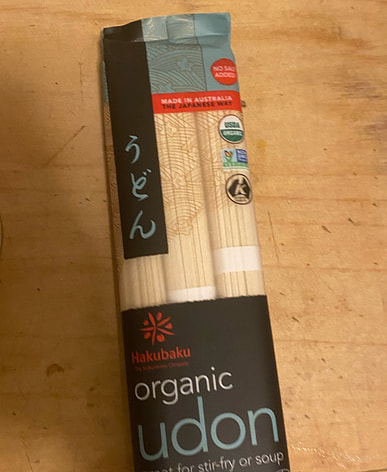 NO SALT
ADDED
MADE IN AUSTRALIA
THE JAPANESE WAY
USDA
ORGANIC
うどん
Hakubaku
organic
udon
for stir-fry or soup